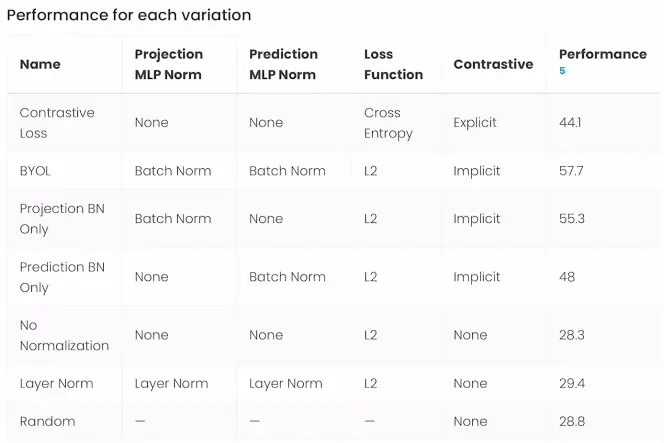 Performance for each variation
Name Projection MLP Norm Prediction MLP Norm Loss Function Contrastive Performance 5
Contrastive Loss None None Cross Entropy Explicit 44.1
BYOL Batch Norm Batch Norm L2 Implicit 57.7
Projection BN Only Batch Norm None L2 Implicit 55.3
Prediction BN Only None Batch Norm L2 Implicit 48
No Normalization None None L2 None 28.3
Layer Norm Layer Norm Layer Norm L2 None 29.4
Random — — — None 28.8